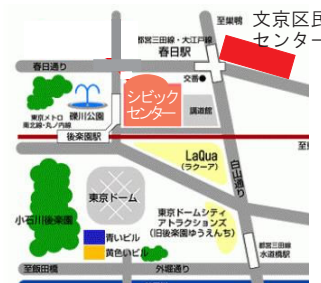 至巣鴨
文京区民
センター
都営三田線・大江戸線
春日駅
春日通り
交番
シビック
センター
講道館
礫川公園
東京メトロ
南北線・丸ノ内線
後楽園駅
至
LaQua
(ラクーア)
白山通り
東京ドーム
小石川後楽園
東京ドームシティ
アトラクションズ
(旧後楽園ゆうえんち)
青いビル
黄色いビル
都営三田線
水道橋駅
至飯田橋
外堀通り